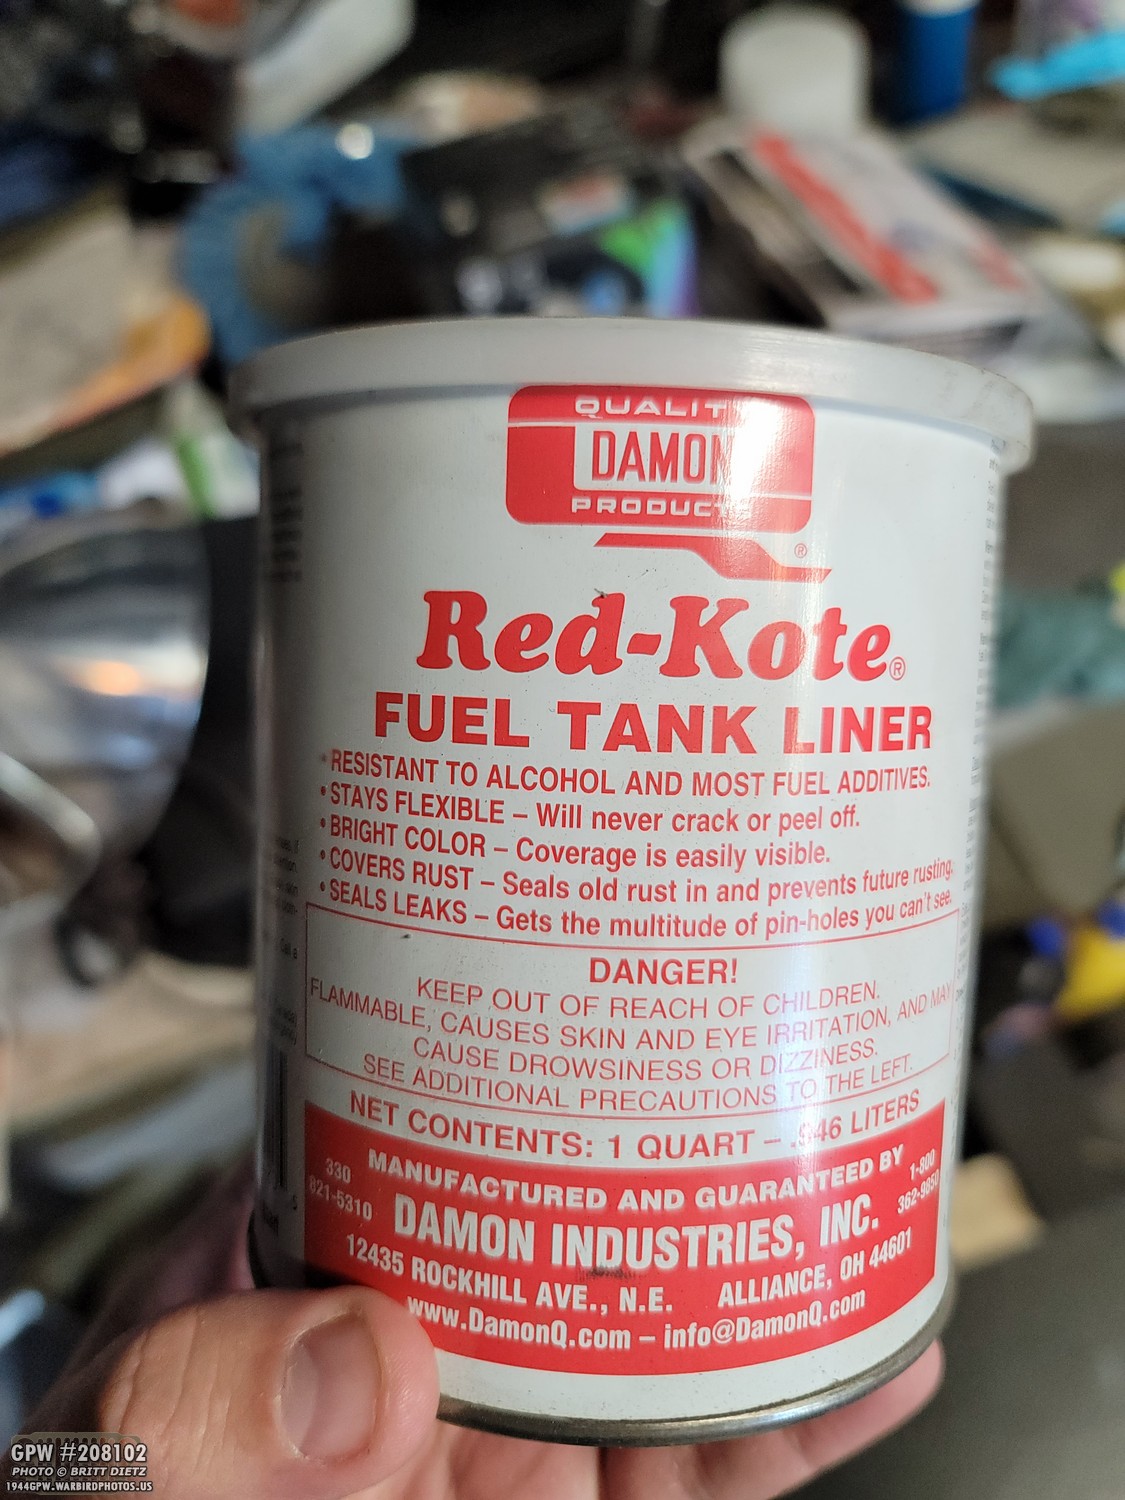 QUALIT
DAMON
PRODUCT
®
Red-Kote®
FUEL TANK LINER
• RESISTANT TO ALCOHOL AND MOST FUEL ADDITIVES.
• STAYS FLEXIBLE – Will never crack or peel off.
• BRIGHT COLOR – Coverage is easily visible.
• COVERS RUST – Seals old rust in and prevents future rusting.
• SEALS LEAKS – Gets the multitude of pin-holes you can't see.
DANGER!
KEEP OUT OF REACH OF CHILDREN.
FLAMMABLE, CAUSES SKIN AND EYE IRRITATION, AND MAY
CAUSE DROWSINESS OR DIZZINESS.
SEE ADDITIONAL PRECAUTIONS TO THE LEFT.
NET CONTENTS: 1 QUART – .946 LITERS
MANUFACTURED AND GUARANTEED BY
330
821-5310
1-800
362-9850
DAMON INDUSTRIES, INC.
12435 ROCKHILL AVE., N.E. ALLIANCE, OH 44601
www.DamonQ.com – info@DamonQ.com
GPW #208102
PHOTO © BRITT DIETZ
1944GPW.WARBIRDPHOTOS.US